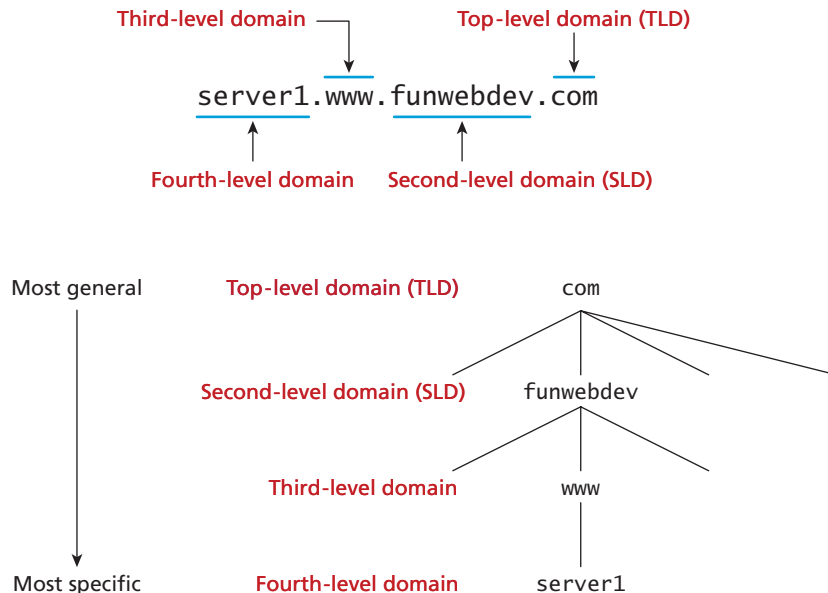 Third-level domain Top-level domain (TLD)
server1.www.funwebdev.com
Fourth-level domain Second-level domain (SLD)
Most general Top-level domain (TLD) com
Second-level domain (SLD) funwebdev
Third-level domain www
Most specific Fourth-level domain server1